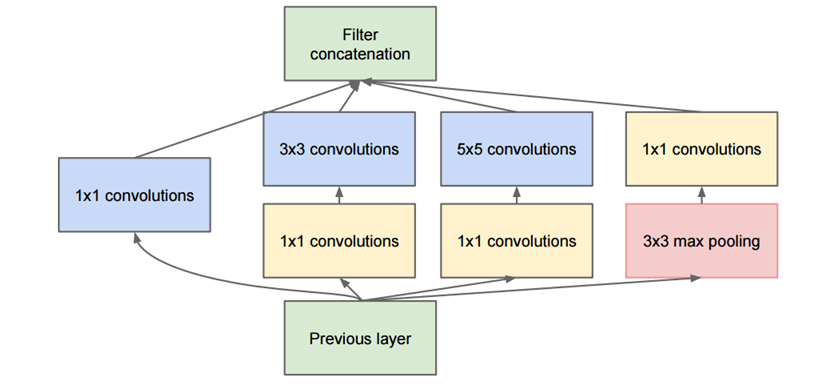 Filter
concatenation
3x3 convolutions
5x5 convolutions
1x1 convolutions
1x1 convolutions
1x1 convolutions
1x1 convolutions
3x3 max pooling
Previous layer